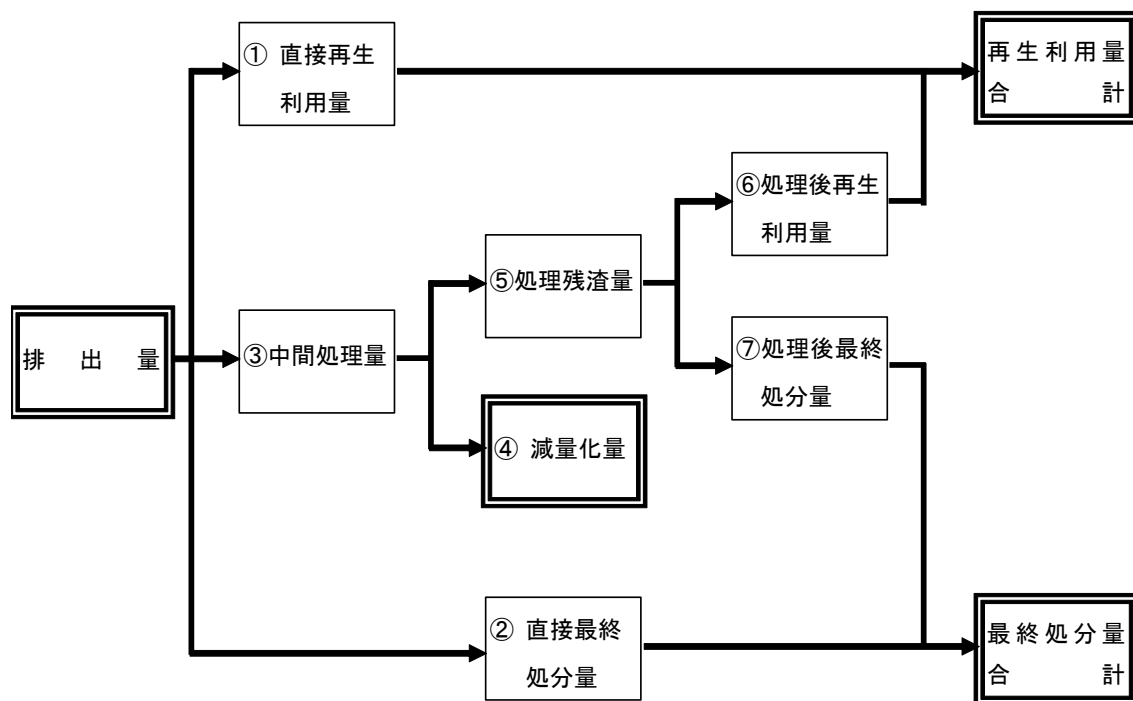 ① 直接再生
利用量
再生利用量
合計
⑥処理後再生
利用量
⑤処理残渣量
排出量
③中間処理量
⑦処理後最終
処分量
④ 減量化量
② 直接最終
処分量
最終処分量
合計